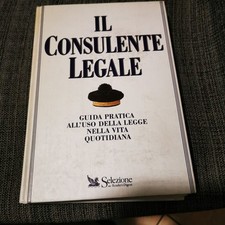 IL
CONSULENTE
LEGALE
GUIDA PRATICA
ALL'USO DELLA LEGGE
NELLA VITA
QUOTIDIANA
Selezione
dal Reader's Digest